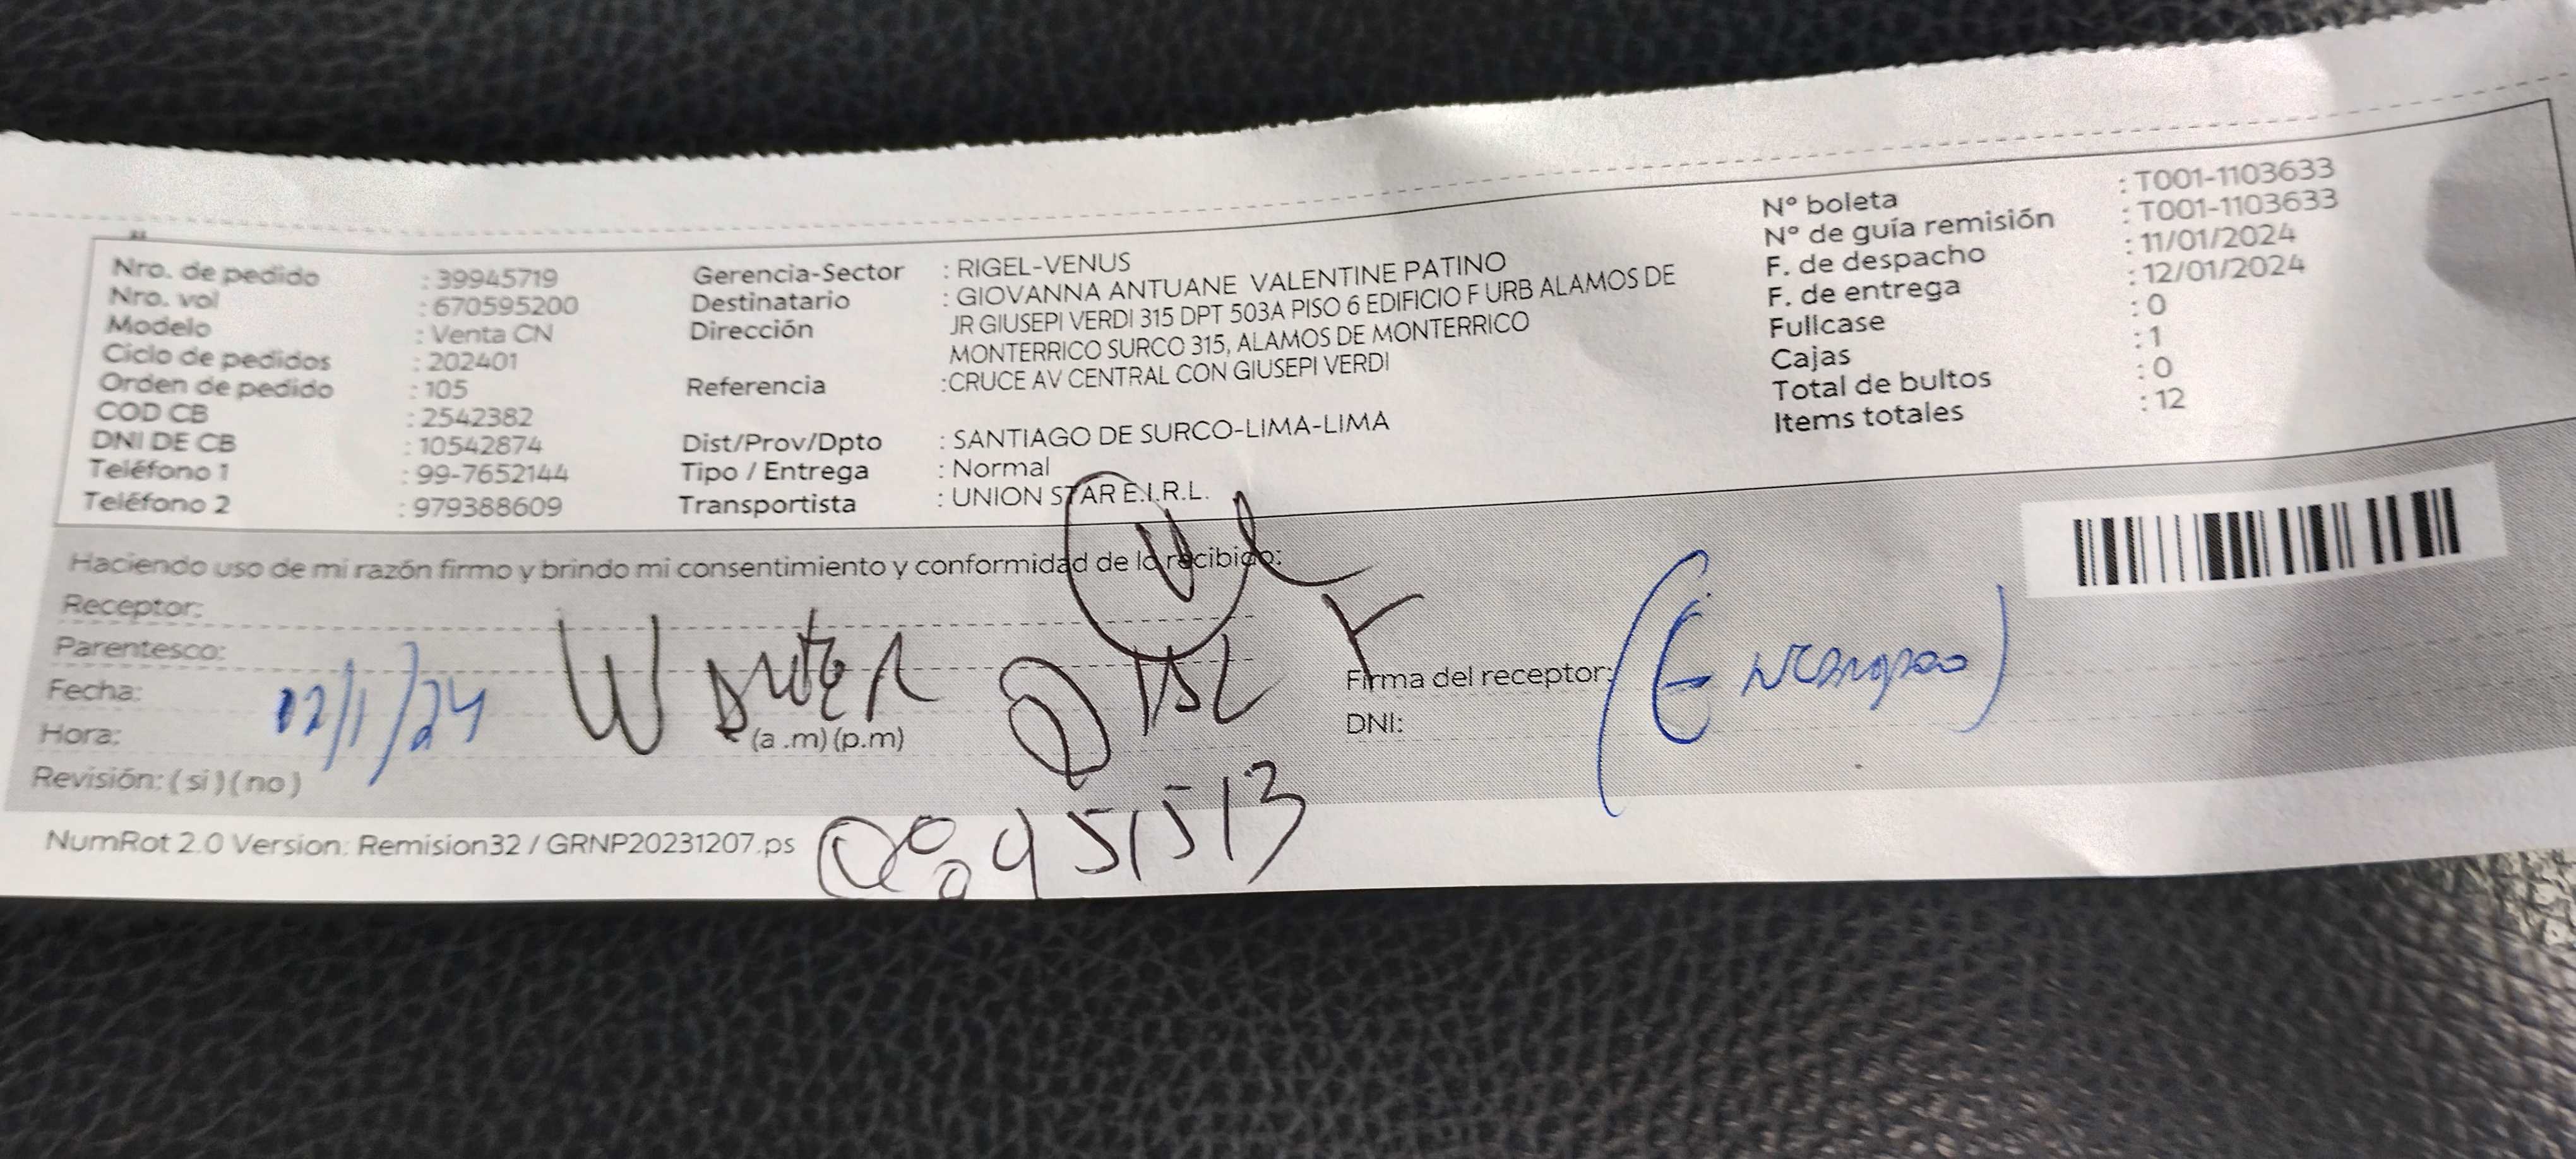 Nro. de pedido : 39945719
Nro. vol : 670595200
Modelo : Venta CN
Ciclo de pedidos : 202401
Orden de pedido : 105
COD CB : 2542382
DNI DE CB : 10542874
Teléfono 1 : 99-7652144
Teléfono 2 : 979388609
Gerencia-Sector : RIGEL-VENUS
Destinatario : GIOVANNA ANTUANE VALENTINE PATINO
Dirección JR GIUSEPI VERDI 315 DPT 503A PISO 6 EDIFICIO F URB ALAMOS DE
MONTERRICO SURCO 315, ALAMOS DE MONTERRICO
Referencia :CRUCE AV CENTRAL CON GIUSEPI VERDI
Dist/Prov/Dpto : SANTIAGO DE SURCO-LIMA-LIMA
Tipo / Entrega : Normal
Transportista : UNION STAR E.I.R.L.
N° boleta : T001-1103633
N° de guía remisión : T001-1103633
F. de despacho : 11/01/2024
F. de entrega : 12/01/2024
Fullcase : 0
Cajas : 1
Total de bultos : 0
Items totales : 12
Haciendo uso de mi razón firmo y brindo mi consentimiento y conformidad de lo recibido:
Receptor:
Parentesco:
Fecha: 12/1/24
Hora: (a .m) (p.m)
Revisión: ( si ) ( no )
Firma del receptor:
DNI:
NumRot 2.0 Version: Remision32 / GRNP20231207.ps